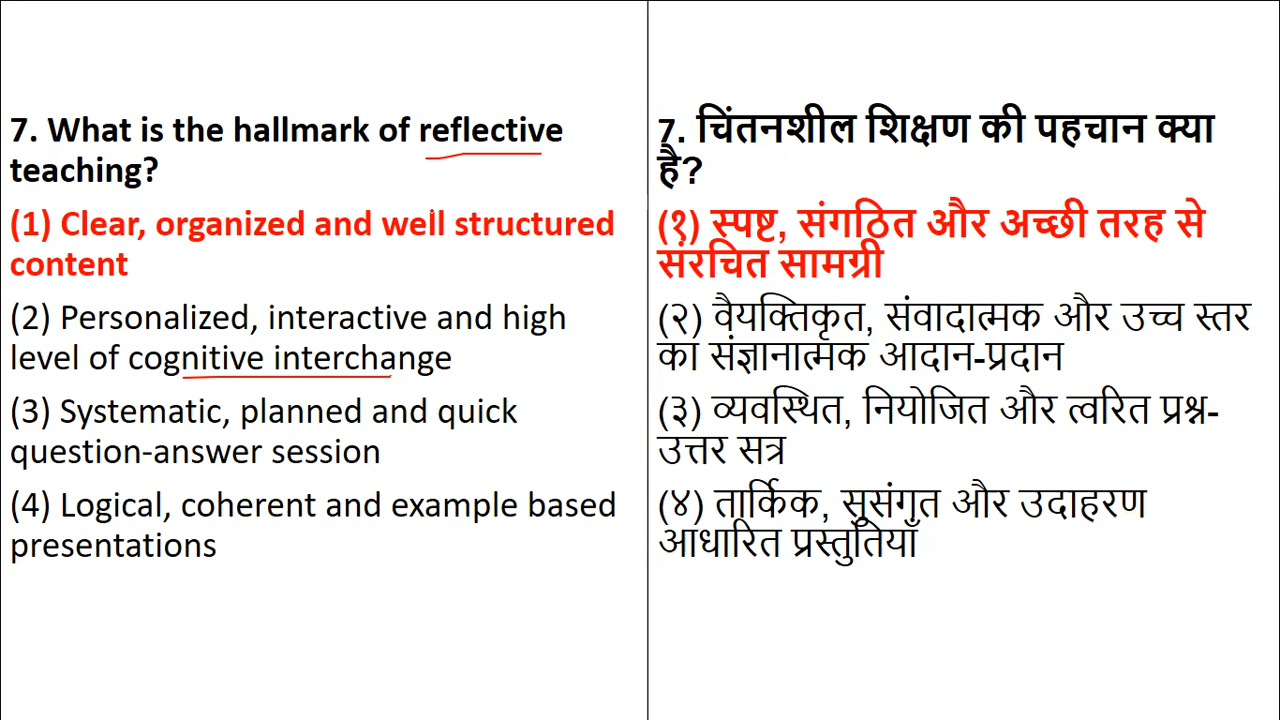 7. What is the hallmark of reflective
teaching?
(1) Clear, organized and well structured
content
(2) Personalized, interactive and high
level of cognitive interchange
(3) Systematic, planned and quick
question-answer session
(4) Logical, coherent and example based
presentations
7. चिंतनशील शिक्षण की पहचान क्या
है?
(१) स्पष्ट, संगठित और अच्छी तरह से
संरचित सामग्री
(२) वैयक्तिकृत, संवादात्मक और उच्च स्तर
का संज्ञानात्मक आदान-प्रदान
(३) व्यवस्थित, नियोजित और त्वरित प्रश्न-
उत्तर सत्र
(४) तार्किक, सुसंगत और उदाहरण
आधारित प्रस्तुतियाँ